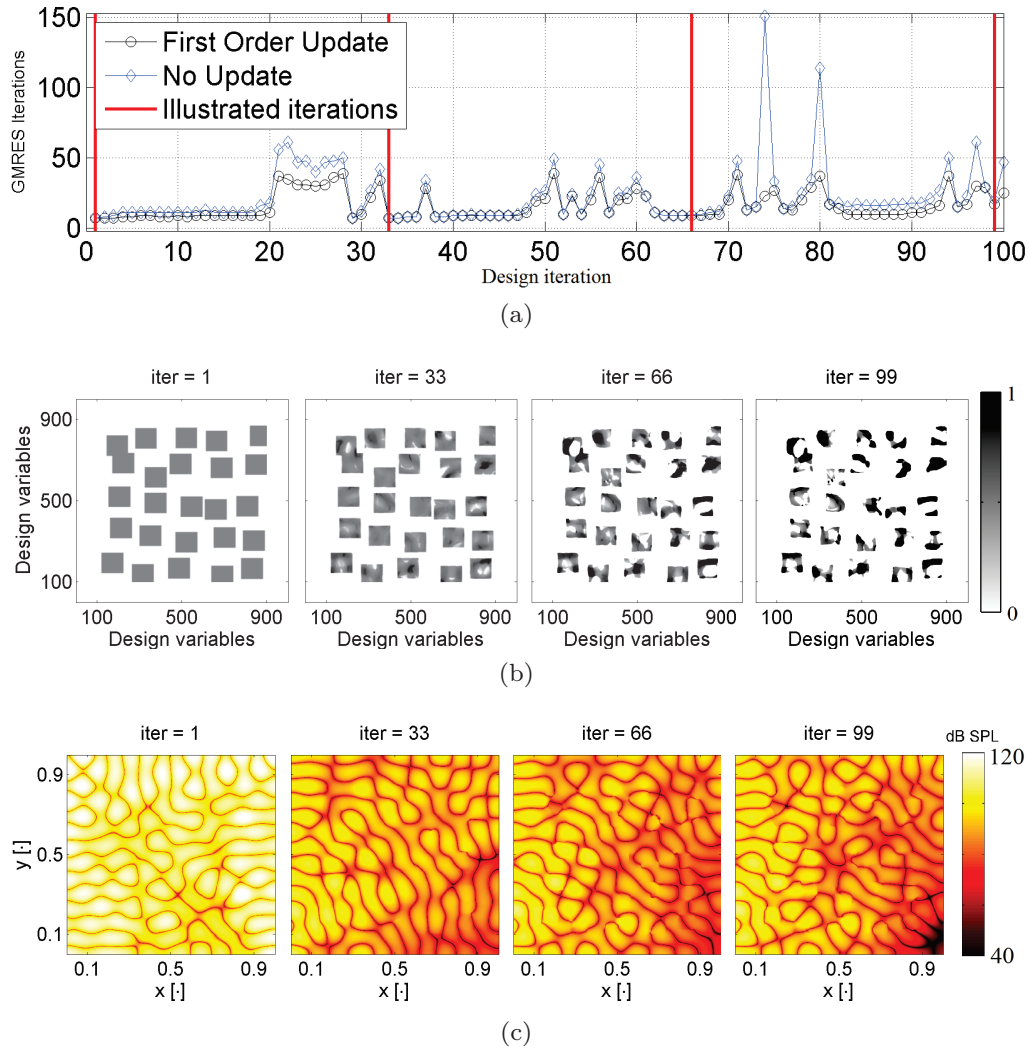 150
100
50
0
GMRES Iterations
First Order Update
No Update
Illustrated iterations
0 10 20 30 40 50 60 70 80 90 100
Design iteration
(a)
iter = 1 iter = 33 iter = 66 iter = 99
900
500
100
Design variables
1
0
100 500 900 100 500 900 100 500 900 100 500 900
Design variables Design variables Design variables Design variables
(b)
iter = 1 iter = 33 iter = 66 iter = 99
dB SPL
120
40
0.9
0.5
0.1
y [·]
0.1 0.5 0.9 0.1 0.5 0.9 0.1 0.5 0.9 0.1 0.5 0.9
x [·] x [·] x [·] x [·]
(c)